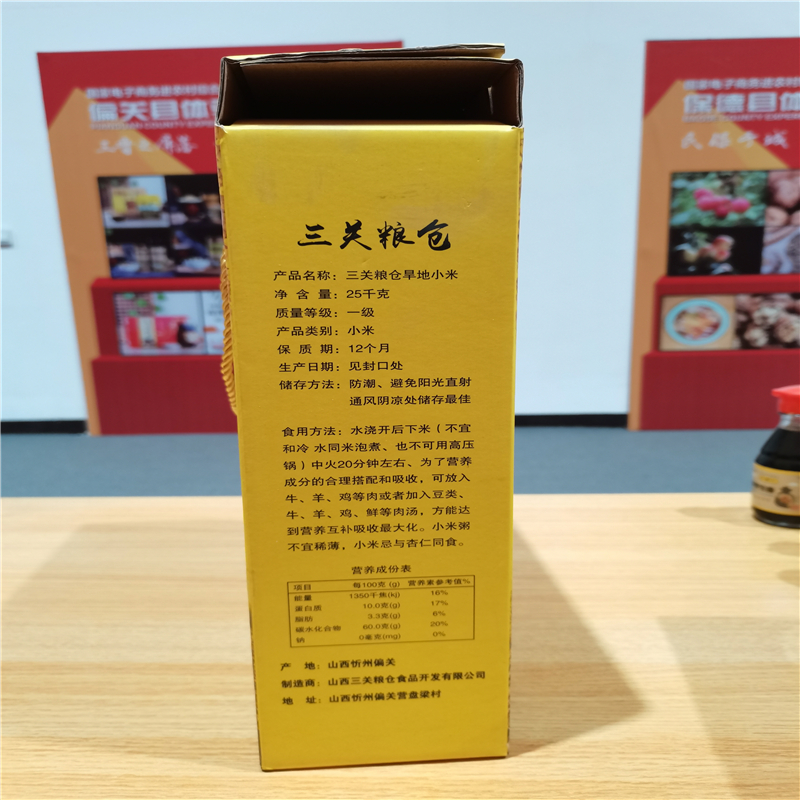 国家电子商务进农村综合
偏关县体
保德县体
三关粮仓
产品名称：三关粮仓旱地小米
净含量：25千克
质量等级：一级
产品类别：小米
保质期：12个月
生产日期：见封口处
储存方法：防潮、避免阳光直射
通风阴凉处储存最佳
食用方法：水浇开后下米（不宜
和冷 水同米泡煮、也不可用高压
锅）中火20分钟左右、为了营养
成分的合理搭配和吸收，可放入
牛、羊、鸡等肉或者加入豆类、
牛、羊、鸡、鲜等肉汤，方能达
到营养互补吸收最大化。小米粥
不宜稀薄，小米忌与杏仁同食。
营养成份表
项目 每100克(g) 营养素参考值%
能量 1350千焦(kj) 16%
蛋白质 10.0克(g) 17%
脂肪 3.3克(g) 6%
碳水化合物 60.0克(g) 20%
钠 0毫克(mg) 0%
产地：山西忻州偏关
制造商：山西三关粮仓食品开发有限公司
地址：山西忻州偏关营盘梁村